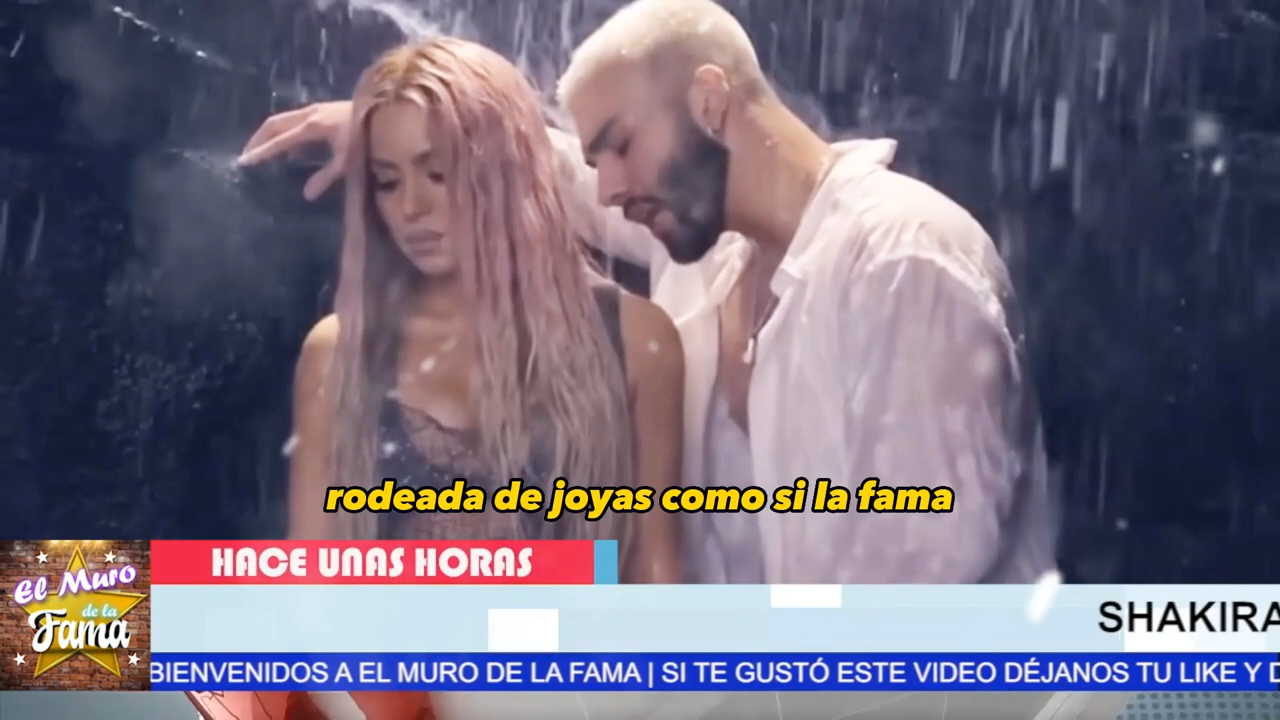 rodeada de joyas como si la fama
HACE UNAS HORAS
El Muro
de la
Fama
SHAKIRA
BIENVENIDOS A EL MURO DE LA FAMA | SI TE GUSTÓ ESTE VIDEO DÉJANOS TU LIKE Y D